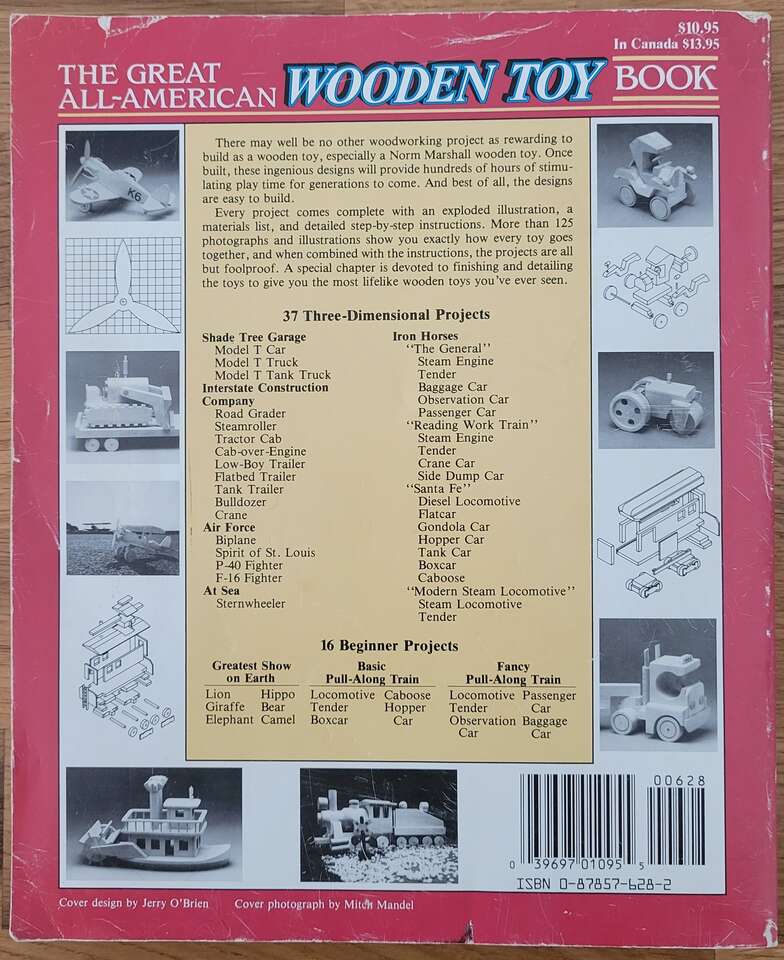 $10.95
In Canada $13.95
THE GREAT
ALL-AMERICAN WOODEN TOY BOOK
K6
There may well be no other woodworking project as rewarding to
build as a wooden toy, especially a Norm Marshall wooden toy. Once
built, these ingenious designs will provide hundreds of hours of stimu-
lating play time for generations to come. And best of all, the designs
are easy to build.
Every project comes complete with an exploded illustration, a
materials list, and detailed step-by-step instructions. More than 125
photographs and illustrations show you exactly how every toy goes
together, and when combined with the instructions, the projects are all
but foolproof. A special chapter is devoted to finishing and detailing
the toys to give you the most lifelike wooden toys you've ever seen.
37 Three-Dimensional Projects
Shade Tree Garage
Model T Car
Model T Truck
Model T Tank Truck
Interstate Construction
Company
Road Grader
Steamroller
Tractor Cab
Cab-over-Engine
Low-Boy Trailer
Flatbed Trailer
Tank Trailer
Bulldozer
Crane
Air Force
Biplane
Spirit of St. Louis
P-40 Fighter
F-16 Fighter
At Sea
Sternwheeler
Iron Horses
"The General"
Steam Engine
Tender
Baggage Car
Observation Car
Passenger Car
"Reading Work Train"
Steam Engine
Tender
Crane Car
Side Dump Car
"Santa Fe"
Diesel Locomotive
Flatcar
Gondola Car
Hopper Car
Tank Car
Boxcar
Caboose
"Modern Steam Locomotive"
Steam Locomotive
Tender
16 Beginner Projects
Greatest Show
on Earth
Lion Hippo
Giraffe Bear
Elephant Camel
Basic
Pull-Along Train
Locomotive Caboose
Tender Hopper
Boxcar Car
Fancy
Pull-Along Train
Locomotive Passenger
Tender Car
Observation Baggage
Car Car
00628
0 39697 01095 5
ISBN 0-87857-628-2
Cover design by Jerry O'Brien Cover photograph by Mitch Mandel